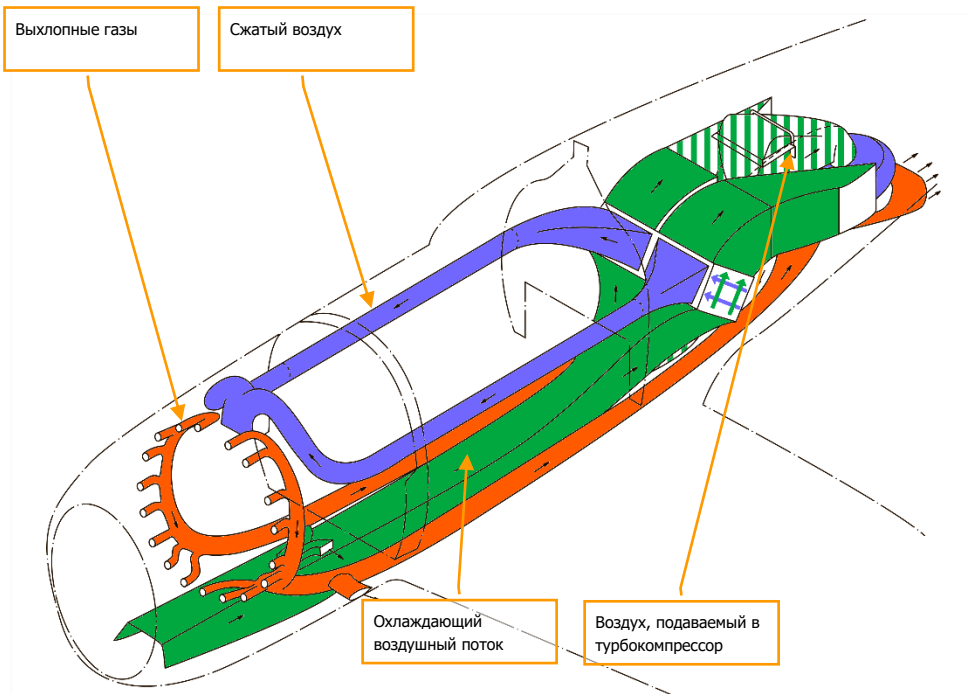 Выхлопные газы
Сжатый воздух
Охлаждающий
воздушный поток
Воздух, подаваемый в
турбокомпрессор